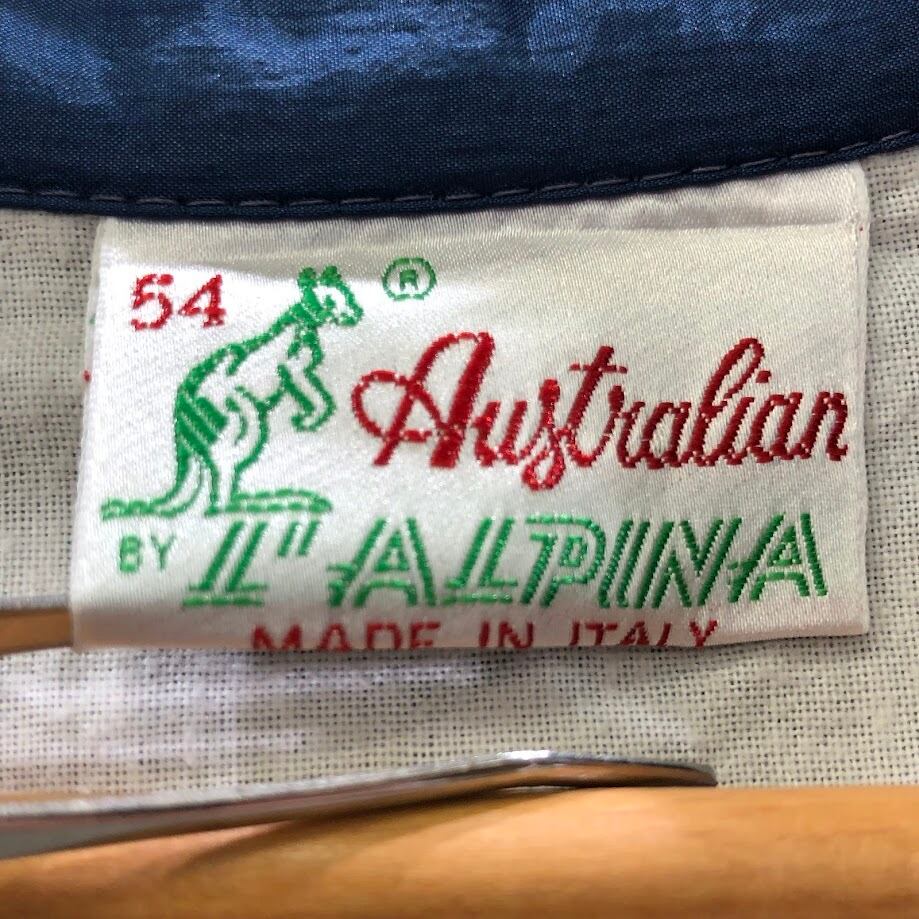 54 ®
Australian
BY L'ALPINA
MADE IN ITALY